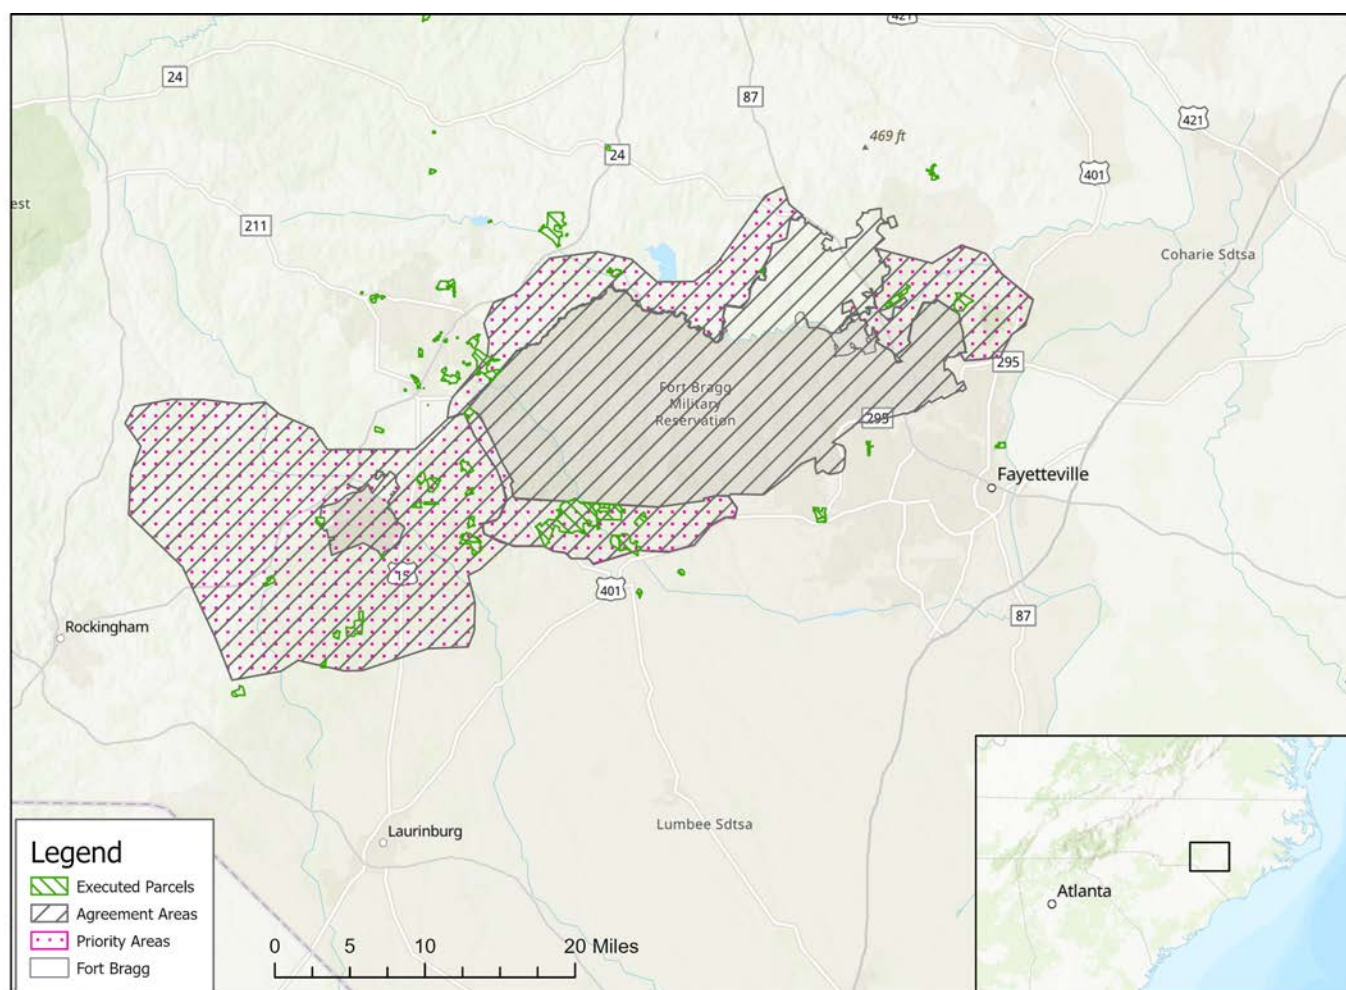 421
24
87
421
469 ft
24
401
est
211
Coharie Sdtsa
295
Fort Bragg
Military
Reservation
295
Fayetteville
15
401
87
Rockingham
Lumbee Sdtsa
Laurinburg
Atlanta
Legend
Executed Parcels
Agreement Areas
Priority Areas
Fort Bragg
0 5 10 20 Miles